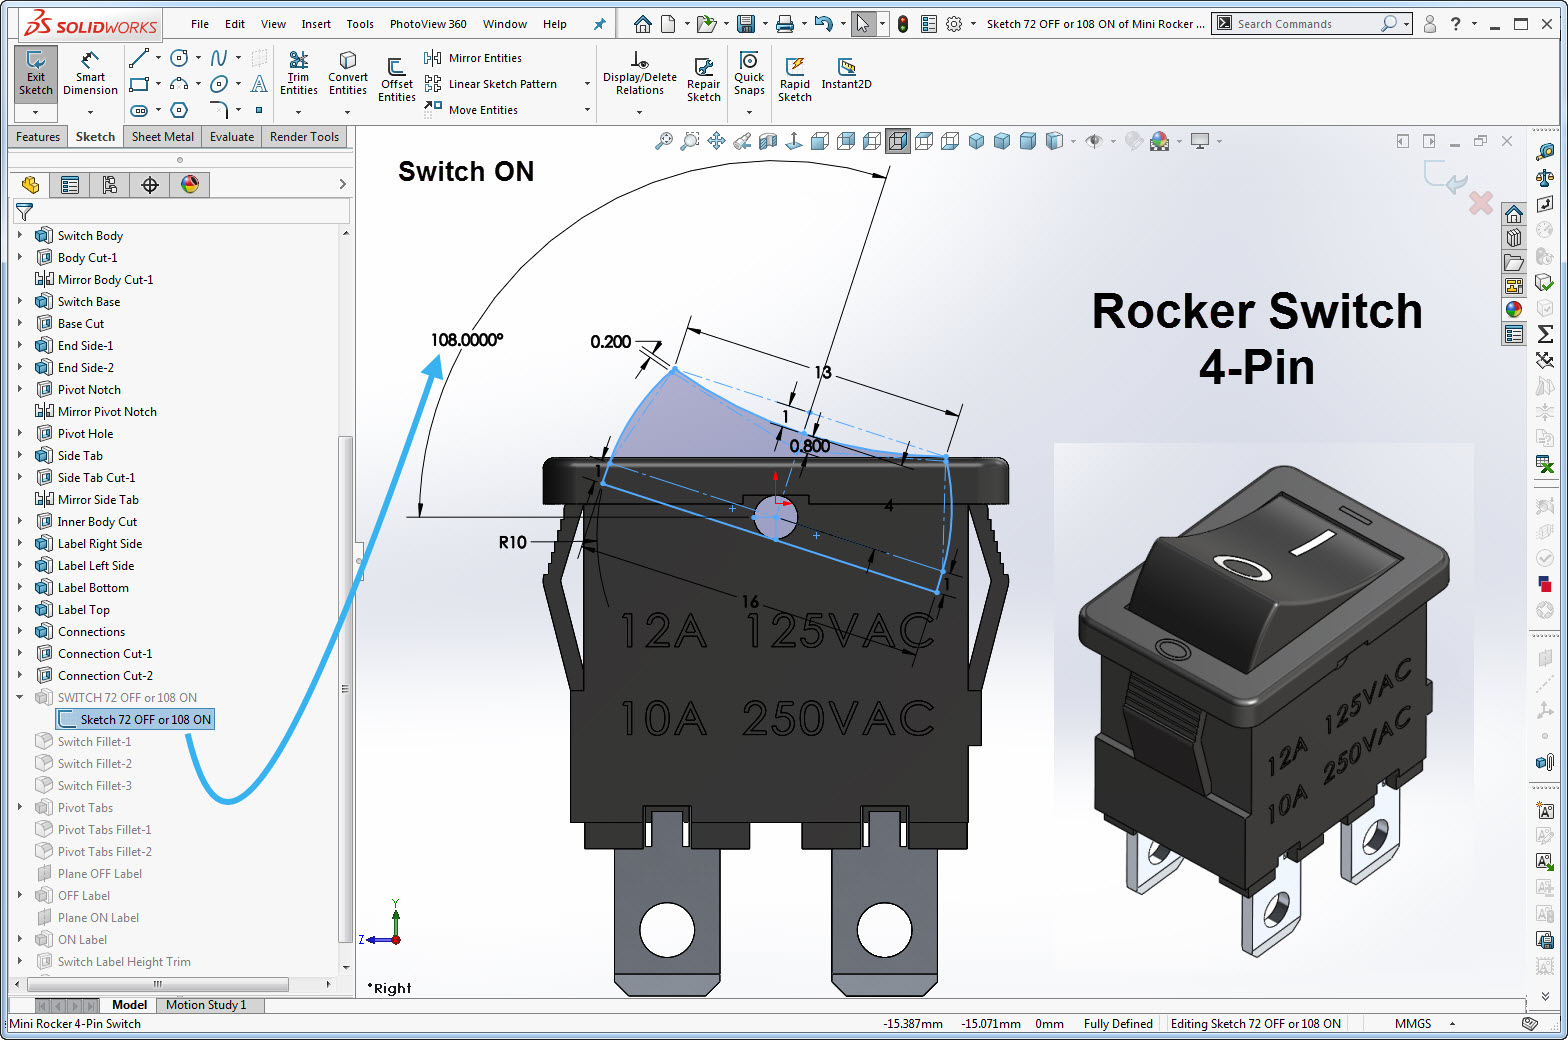 SOLIDWORKS
File Edit View Insert Tools PhotoView 360 Window Help
Sketch 72 OFF or 108 ON of Mini Rocker ...
Search Commands
Exit Sketch
Smart Dimension
Trim Entities
Convert Entities
Offset Entities
Mirror Entities
Linear Sketch Pattern
Move Entities
Display/Delete Relations
Repair Sketch
Quick Snaps
Rapid Sketch
Instant2D
Features Sketch Sheet Metal Evaluate Render Tools
Switch Body
Body Cut-1
Mirror Body Cut-1
Switch Base
Base Cut
End Side-1
End Side-2
Pivot Notch
Mirror Pivot Notch
Pivot Hole
Side Tab
Side Tab Cut-1
Mirror Side Tab
Inner Body Cut
Label Right Side
Label Left Side
Label Bottom
Label Top
Connections
Connection Cut-1
Connection Cut-2
SWITCH 72 OFF or 108 ON
Sketch 72 OFF or 108 ON
Switch Fillet-1
Switch Fillet-2
Switch Fillet-3
Pivot Tabs
Pivot Tabs Fillet-1
Pivot Tabs Fillet-2
Plane OFF Label
OFF Label
Plane ON Label
ON Label
Switch Label Height Trim
Switch ON
108.0000°
0.200
13
1
0.800
1
4
R10
1
16
12A 125VAC
10A 250VAC
Y
Z
*Right
Rocker Switch
4-Pin
12A 125VAC
10A 250VAC
Model Motion Study 1
Mini Rocker 4-Pin Switch
-15.387mm -15.071mm 0mm Fully Defined Editing Sketch 72 OFF or 108 ON MMGS